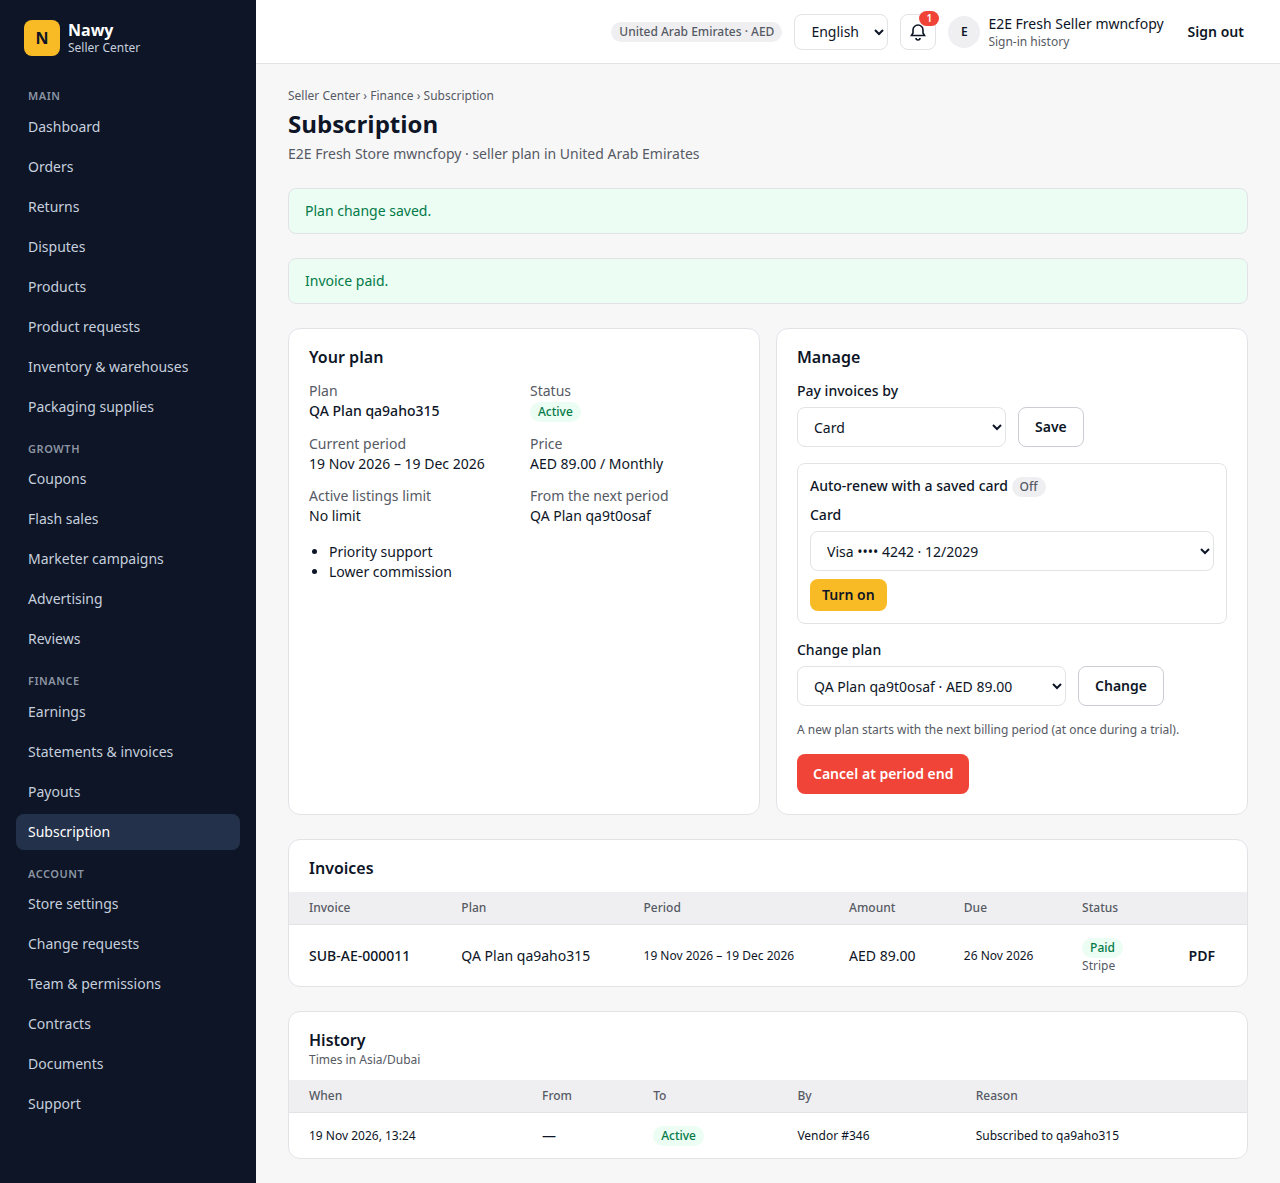 N
Nawy
Seller Center
United Arab Emirates · AED
English
1
E
E2E Fresh Seller mwncfopy
Sign-in history
Sign out
MAIN
Dashboard
Orders
Returns
Disputes
Products
Product requests
Inventory & warehouses
Packaging supplies
GROWTH
Coupons
Flash sales
Marketer campaigns
Advertising
Reviews
FINANCE
Earnings
Statements & invoices
Payouts
Subscription
ACCOUNT
Store settings
Change requests
Team & permissions
Contracts
Documents
Support
Seller Center › Finance › Subscription
Subscription
E2E Fresh Store mwncfopy · seller plan in United Arab Emirates
Plan change saved.
Invoice paid.
Your plan
Plan
QA Plan qa9aho315
Status
Active
Current period
19 Nov 2026 – 19 Dec 2026
Price
AED 89.00 / Monthly
Active listings limit
No limit
From the next period
QA Plan qa9t0osaf
• Priority support
• Lower commission
Manage
Pay invoices by
Card
Save
Auto-renew with a saved card Off
Card
Visa •••• 4242 · 12/2029
Turn on
Change plan
QA Plan qa9t0osaf · AED 89.00
Change
A new plan starts with the next billing period (at once during a trial).
Cancel at period end
Invoices
Invoice Plan Period Amount Due Status
SUB-AE-000011 QA Plan qa9aho315 19 Nov 2026 – 19 Dec 2026 AED 89.00 26 Nov 2026 Paid PDF
Stripe
History
Times in Asia/Dubai
When From To By Reason
19 Nov 2026, 13:24 — Active Vendor #346 Subscribed to qa9aho315